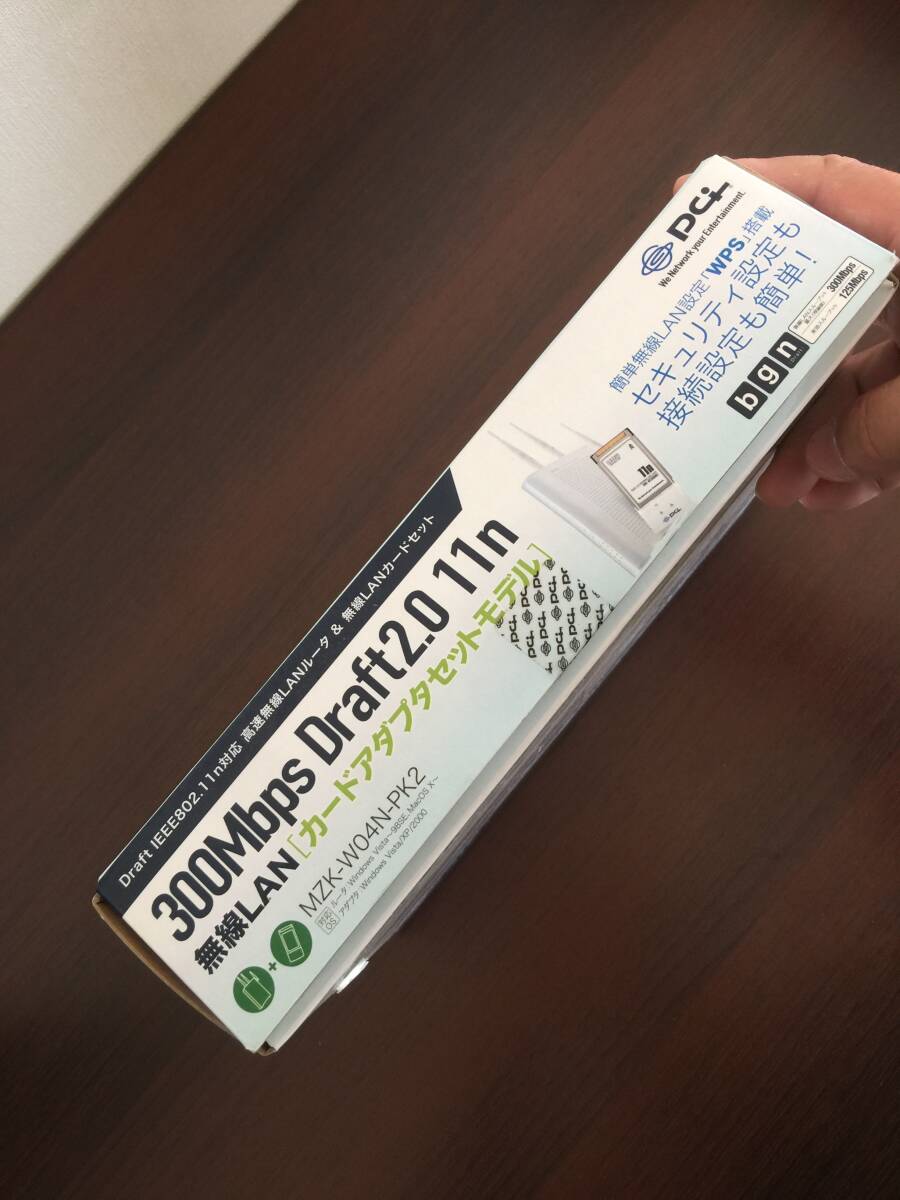 Draft IEEE802.11n対応 高速無線LANルータ & 無線LANカードセット
300Mbps Draft2.0 11n
無線LAN[カードアダプタセットモデル]
MZK-W04N-PK2
対応OS
ルータ:Windows Vista~98SE、MacOS X~
アダプタ:Windows Vista/XP/2000
PCi
We Network your Entertainment.
簡単無線LAN設定「WPS」搭載
セキュリティ設定も
接続設定も簡単!
b g n
300Mbps
125Mbps
11n
PCi